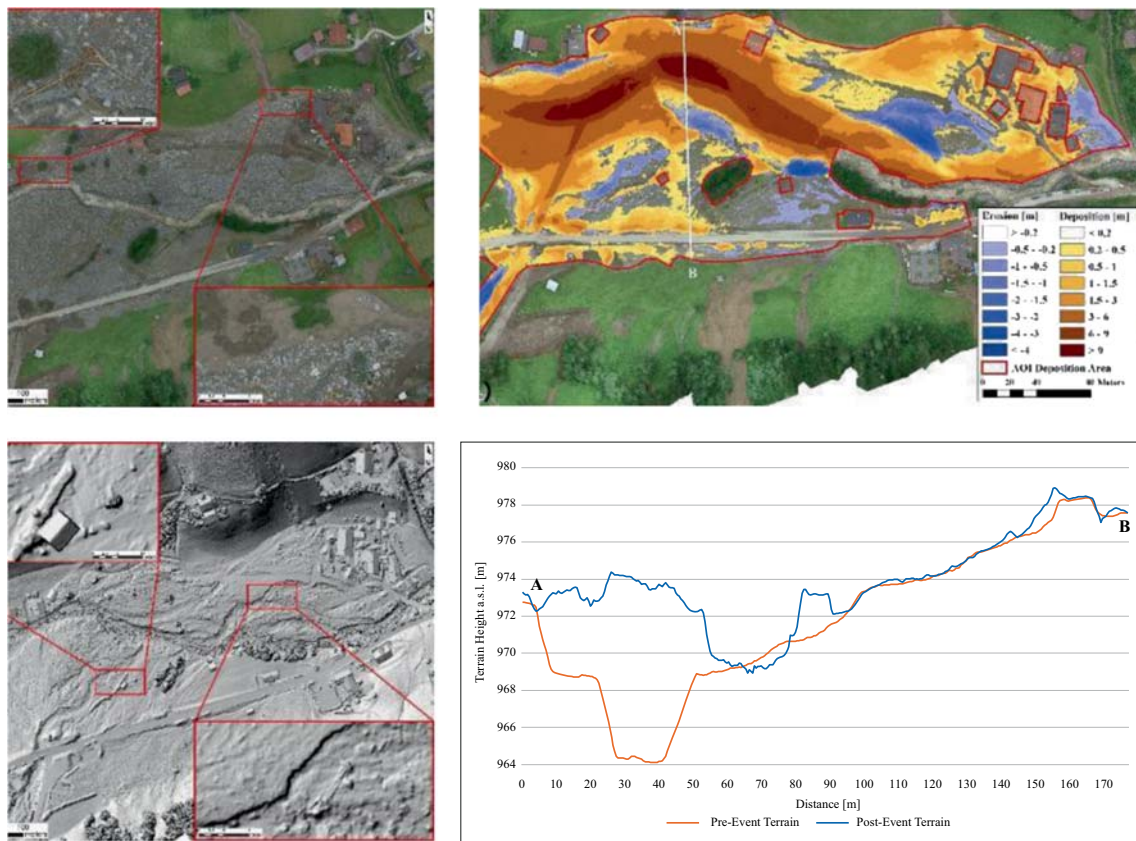 Erosion [m]
Deposition [m]
> -0.2
< 0.2
-0.5 - -0.2
0.2 - 0.5
-1 - -0.5
0.5 - 1
-1.5 - -1
1 - 1.5
-2 - -1.5
1.5 - 3
-3 - -2
3 - 6
-4 - -3
6 - 9
< -4
> 9
AOI Deposition Area
0 20 40 80 Meters
B
980
978
976
974
972
970
968
966
964
Terrain Height a.s.l. [m]
A
B
0 10 20 30 40 50 60 70 80 90 100 110 120 130 140 150 160 170
Distance [m]
Pre-Event Terrain
Post-Event Terrain